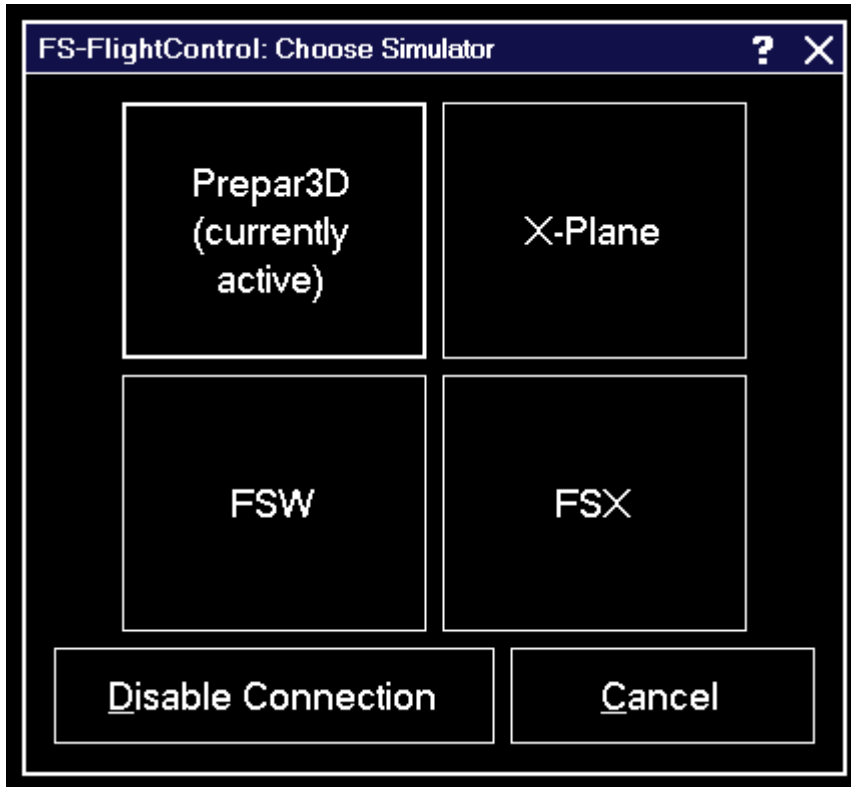 FS-FlightControl: Choose Simulator ? X
Prepar3D
(currently
active)
X-Plane
FSW
FSX
Disable Connection
Cancel